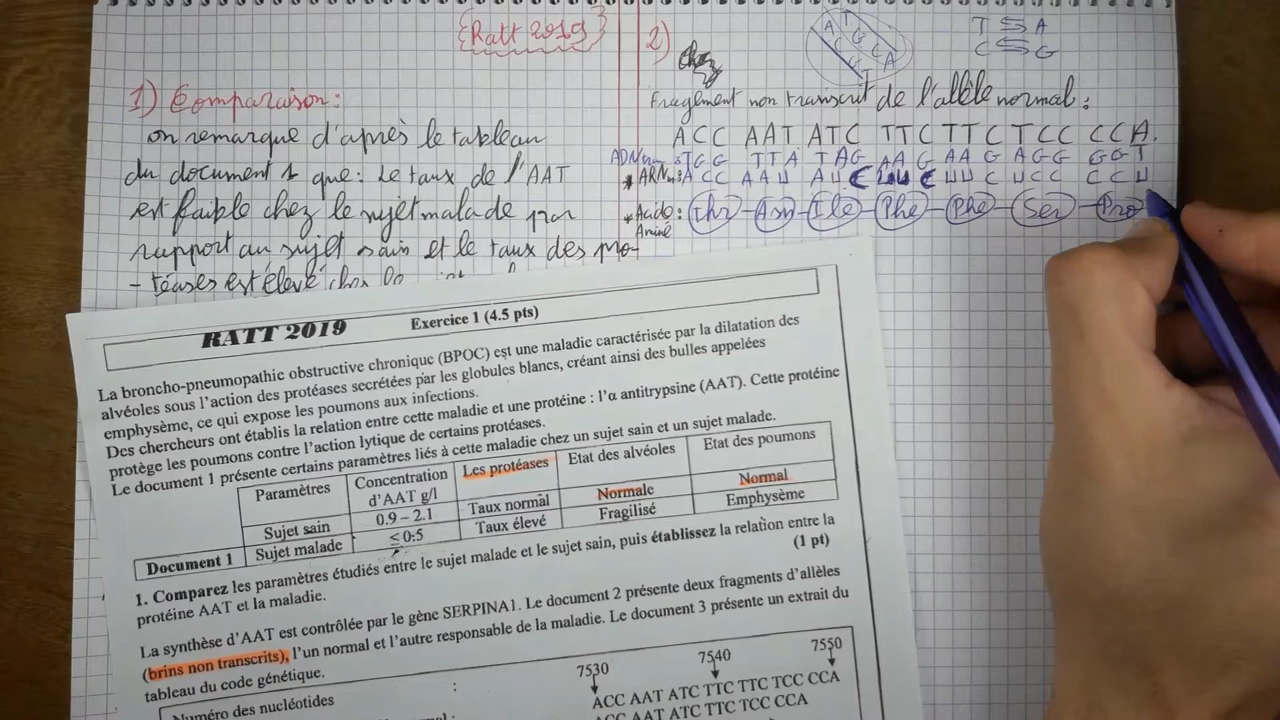 Ratt 2019
1) Comparaison:
on remarque d'après le tableau
du document 1 que: Le taux de l'AAT
est faible chez le sujet malade par
rapport au sujet sain et le taux des pro-
-téases est élevé chez
2)
T A
C G
Fragement non transcrit de l'allèle normal:
ACC AAT ATC TTC TTC TCC CCA.
TGG TTA TAG AAG AAG AGG GGT
ARNm: ACC AAU AUC UUC UUC UCC CCU
Acide Aminé : Thr - Asn - Ile - Phe - Phe - Ser - Pro
RATT 2019 Exercice 1 (4.5 pts)
La broncho-pneumopathie obstructive chronique (BPOC) est une maladie caractérisée par la dilatation des
alvéoles sous l'action des protéases secrétées par les globules blancs, créant ainsi des bulles appelées
emphysème, ce qui expose les poumons aux infections.
Des chercheurs ont établis la relation entre cette maladie et une protéine : l'α antitrypsine (AAT). Cette protéine
protège les poumons contre l'action lytique de certains protéases.
Le document 1 présente certains paramètres liés à cette maladie chez un sujet sain et un sujet malade.
Paramètres Concentration d'AAT g/l Les protéases Etat des alvéoles Etat des poumons
Sujet sain 0.9 – 2.1 Taux normal Normale Normal
Document 1 Sujet malade ≤ 0:5 Taux élevé Fragilisé Emphysème
1. Comparez les paramètres étudiés entre le sujet malade et le sujet sain, puis établissez la relation entre la
protéine AAT et la maladie. (1 pt)
La synthèse d'AAT est contrôlée par le gène SERPINA1. Le document 2 présente deux fragments d'allèles
(brins non transcrits), l'un normal et l'autre responsable de la maladie. Le document 3 présente un extrait du
tableau du code génétique.
Numéro des nucléotides : 7530 7540 7550
ACC AAT ATC TTC TTC TCC CCA
ACC AAT ATC TTC TCC CCA